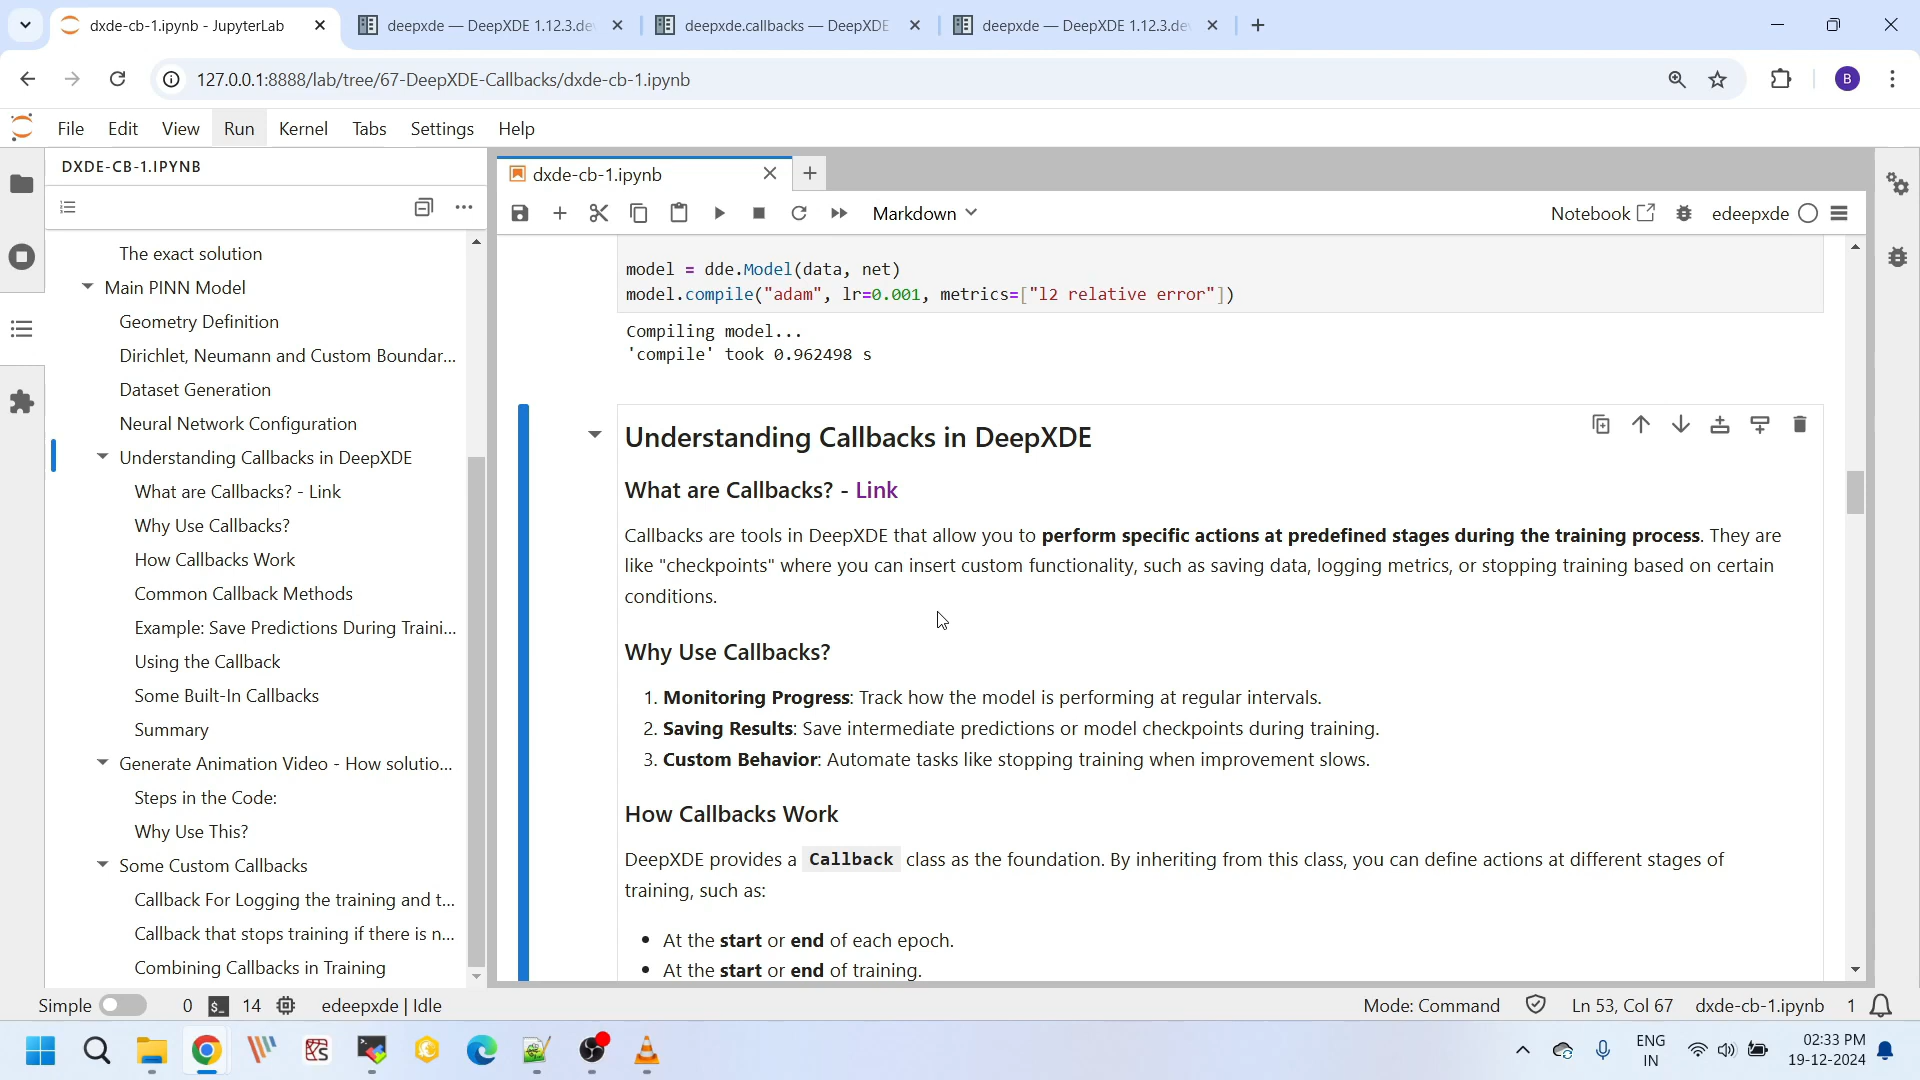 dxde-cb-1.ipynb - JupyterLab
deepxde — DeepXDE 1.12.3.de
deepxde.callbacks — DeepXDE
deepxde — DeepXDE 1.12.3.de
127.0.0.1:8888/lab/tree/67-DeepXDE-Callbacks/dxde-cb-1.ipynb
B
File Edit View Run Kernel Tabs Settings Help
DXDE-CB-1.IPYNB
The exact solution
Main PINN Model
Geometry Definition
Dirichlet, Neumann and Custom Boundar...
Dataset Generation
Neural Network Configuration
Understanding Callbacks in DeepXDE
What are Callbacks? - Link
Why Use Callbacks?
How Callbacks Work
Common Callback Methods
Example: Save Predictions During Traini...
Using the Callback
Some Built-In Callbacks
Summary
Generate Animation Video - How solutio...
Steps in the Code:
Why Use This?
Some Custom Callbacks
Callback For Logging the training and t...
Callback that stops training if there is n...
Combining Callbacks in Training
dxde-cb-1.ipynb
Markdown
Notebook
edeepxde
model = dde.Model(data, net)
model.compile("adam", lr=0.001, metrics=["l2 relative error"])
Compiling model...
'compile' took 0.962498 s
Understanding Callbacks in DeepXDE
What are Callbacks? - Link
Callbacks are tools in DeepXDE that allow you to perform specific actions at predefined stages during the training process. They are
like "checkpoints" where you can insert custom functionality, such as saving data, logging metrics, or stopping training based on certain
conditions.
Why Use Callbacks?
1. Monitoring Progress: Track how the model is performing at regular intervals.
2. Saving Results: Save intermediate predictions or model checkpoints during training.
3. Custom Behavior: Automate tasks like stopping training when improvement slows.
How Callbacks Work
DeepXDE provides a Callback class as the foundation. By inheriting from this class, you can define actions at different stages of
training, such as:
• At the start or end of each epoch.
• At the start or end of training.
Simple 0 14 edeepxde | Idle
Mode: Command Ln 53, Col 67 dxde-cb-1.ipynb 1
ENG
IN
02:33 PM
19-12-2024